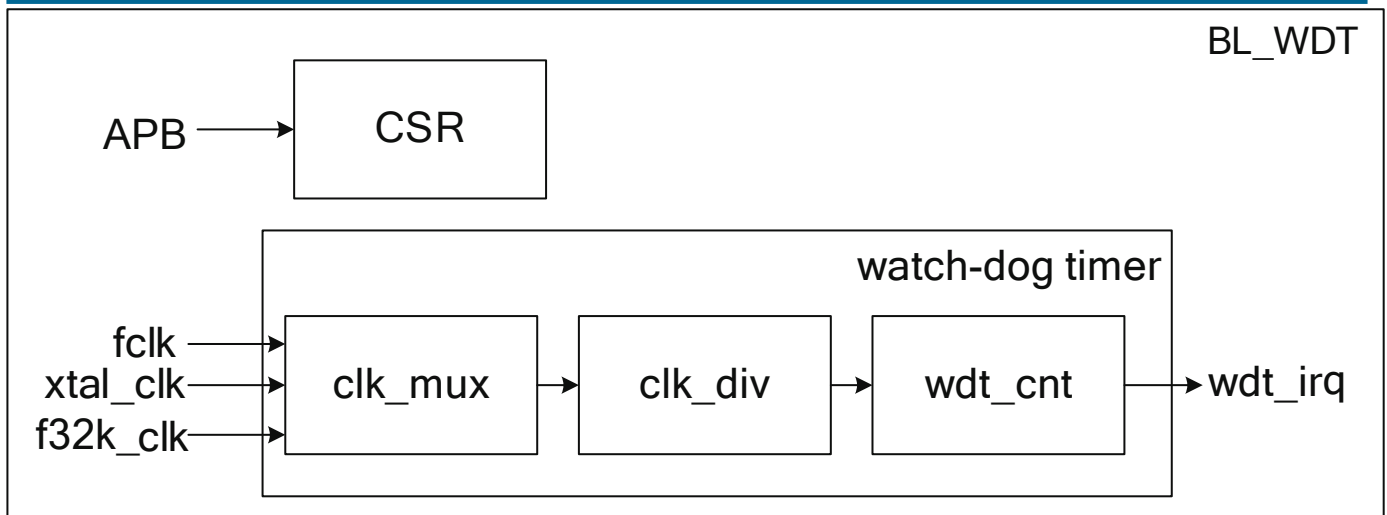 BL_WDT
APB
CSR
watch-dog timer
fclk
xtal_clk
f32k_clk
clk_mux
clk_div
wdt_cnt
wdt_irq